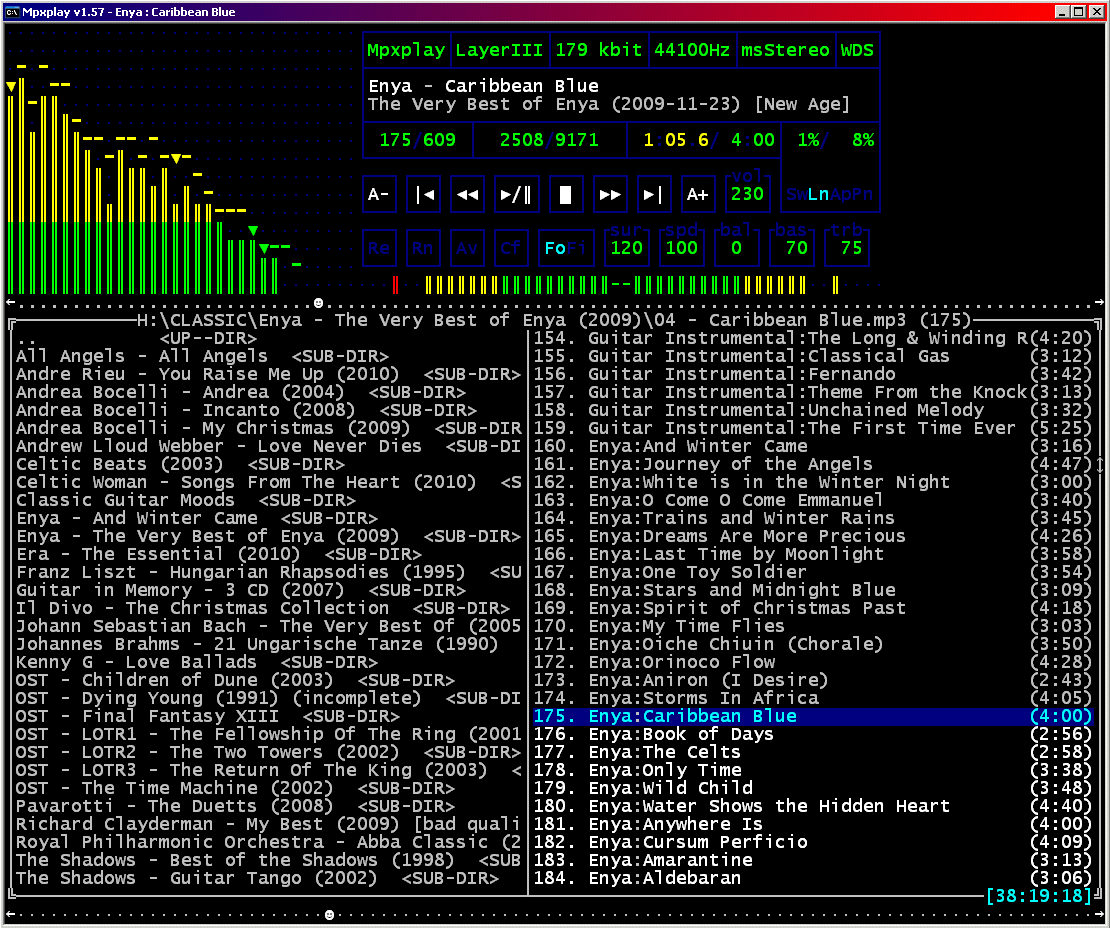 Mpxplay v1.57 - Enya : Caribbean Blue
Mpxplay LayerIII 179 kbit 44100Hz msStereo WDS
Enya - Caribbean Blue
The Very Best of Enya (2009-11-23) [New Age]
175/609 2508/9171 1:05 6/ 4:00 1%/ 8%
A- A+ vol 230 SwLnApPn
Re Rn Av Cf FoFi sur 120 spd 100 bal 0 bas 70 trb 75
H:\CLASSIC\Enya - The Very Best of Enya (2009)\04 - Caribbean Blue.mp3 (175)
.. <UP--DIR>
All Angels - All Angels <SUB-DIR>
Andre Rieu - You Raise Me Up (2010) <SUB-DIR>
Andrea Bocelli - Andrea (2004) <SUB-DIR>
Andrea Bocelli - Incanto (2008) <SUB-DIR>
Andrea Bocelli - My Christmas (2009) <SUB-DIR
Andrew Lloud Webber - Love Never Dies <SUB-DI
Celtic Beats (2003) <SUB-DIR>
Celtic Woman - Songs From The Heart (2010) <S
Classic Guitar Moods <SUB-DIR>
Enya - And Winter Came <SUB-DIR>
Enya - The Very Best of Enya (2009) <SUB-DIR>
Era - The Essential (2010) <SUB-DIR>
Franz Liszt - Hungarian Rhapsodies (1995) <SU
Guitar in Memory - 3 CD (2007) <SUB-DIR>
Il Divo - The Christmas Collection <SUB-DIR>
Johann Sebastian Bach - The Very Best Of (2005
Johannes Brahms - 21 Ungarische Tanze (1990)
Kenny G - Love Ballads <SUB-DIR>
OST - Children of Dune (2003) <SUB-DIR>
OST - Dying Young (1991) (incomplete) <SUB-DI
OST - Final Fantasy XIII <SUB-DIR>
OST - LOTR1 - The Fellowship Of The Ring (2001
OST - LOTR2 - The Two Towers (2002) <SUB-DIR>
OST - LOTR3 - The Return Of The King (2003) <
OST - The Time Machine (2002) <SUB-DIR>
Pavarotti - The Duetts (2008) <SUB-DIR>
Richard Clayderman - My Best (2009) [bad quali
Royal Philharmonic Orchestra - Abba Classic (2
The Shadows - Best of the Shadows (1998) <SUB
The Shadows - Guitar Tango (2002) <SUB-DIR>
154. Guitar Instrumental:The Long & Winding R(4:20)
155. Guitar Instrumental:Classical Gas (3:12)
156. Guitar Instrumental:Fernando (3:42)
157. Guitar Instrumental:Theme From the Knock(3:13)
158. Guitar Instrumental:Unchained Melody (3:32)
159. Guitar Instrumental:The First Time Ever (5:25)
160. Enya:And Winter Came (3:16)
161. Enya:Journey of the Angels (4:47)
162. Enya:White is in the Winter Night (3:00)
163. Enya:O Come O Come Emmanuel (3:40)
164. Enya:Trains and Winter Rains (3:45)
165. Enya:Dreams Are More Precious (4:26)
166. Enya:Last Time by Moonlight (3:58)
167. Enya:One Toy Soldier (3:54)
168. Enya:Stars and Midnight Blue (3:09)
169. Enya:Spirit of Christmas Past (4:18)
170. Enya:My Time Flies (3:03)
171. Enya:Oiche Chiuin (Chorale) (3:50)
172. Enya:Orinoco Flow (4:28)
173. Enya:Aniron (I Desire) (2:43)
174. Enya:Storms In Africa (4:05)
175. Enya:Caribbean Blue (4:00)
176. Enya:Book of Days (2:56)
177. Enya:The Celts (2:58)
178. Enya:Only Time (3:38)
179. Enya:Wild Child (3:48)
180. Enya:Water Shows the Hidden Heart (4:40)
181. Enya:Anywhere Is (4:00)
182. Enya:Cursum Perficio (4:09)
183. Enya:Amarantine (3:13)
184. Enya:Aldebaran (3:06)
[38:19:18]